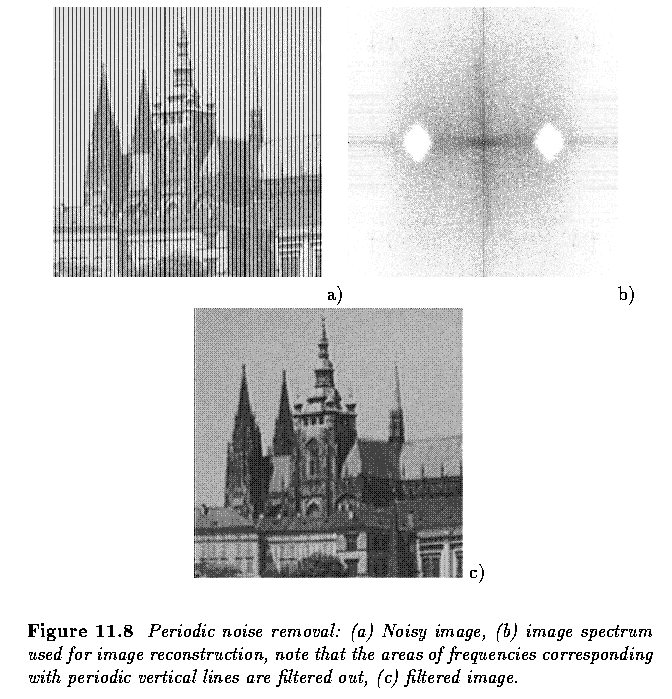 a)
b)
c)
Figure 11.8 Periodic noise removal: (a) Noisy image, (b) image spectrum
used for image reconstruction, note that the areas of frequencies corresponding
with periodic vertical lines are filtered out, (c) filtered image.